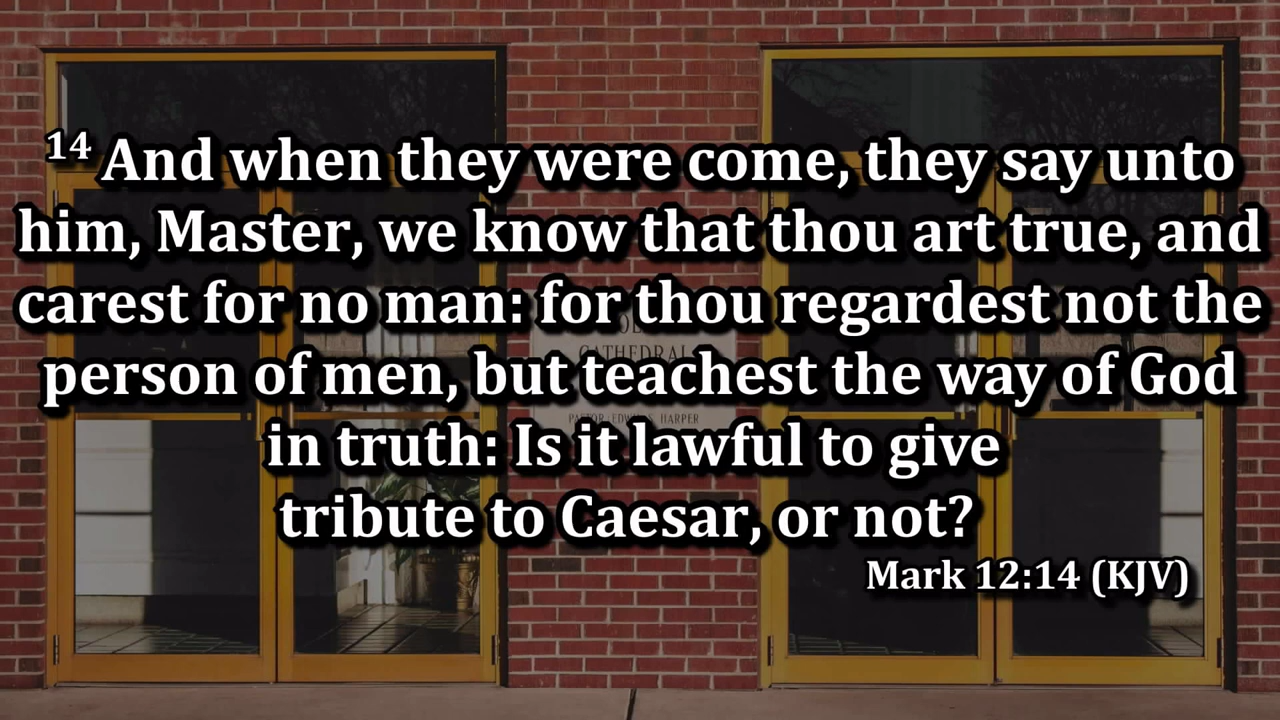 14 And when they were come, they say unto
him, Master, we know that thou art true, and
carest for no man: for thou regardest not the
person of men, but teachest the way of God
in truth: Is it lawful to give
tribute to Caesar, or not?
Mark 12:14 (KJV)
CATHEDRAL
HARPER